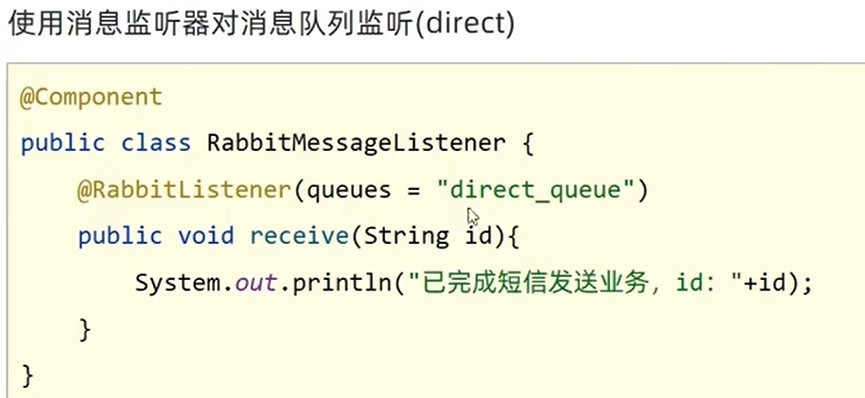 使用消息监听器对消息队列监听(direct)
@Component
public class RabbitMessageListener {
    @RabbitListener(queues = "direct_queue")
    public void receive(String id){
        System.out.println("已完成短信发送业务，id："+id);
    }
}